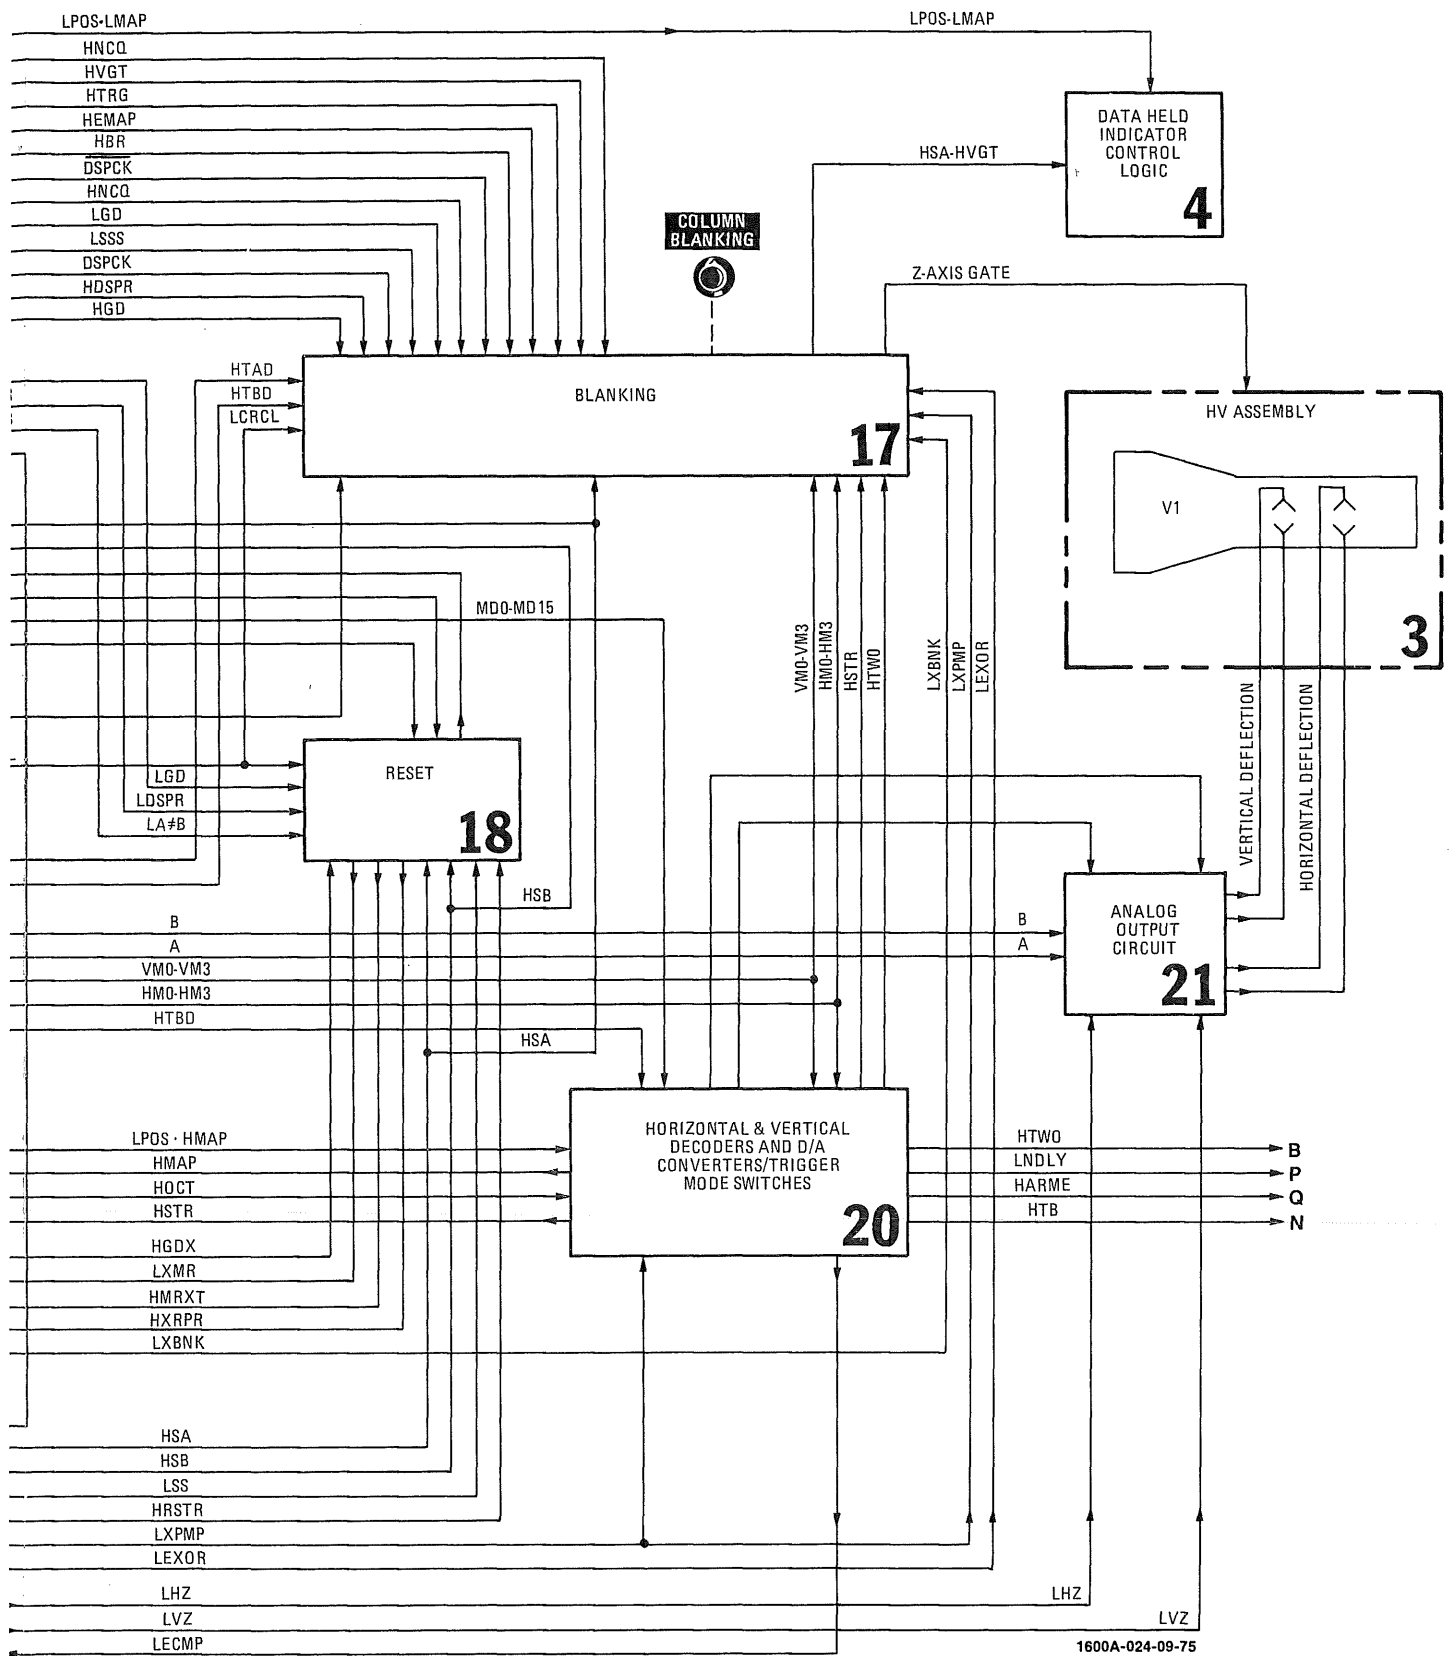 LPOS•LMAP
LPOS-LMAP
HNCQ
HVGT
HTRG
HEMAP
HBR
DSPCK
HNCQ
LGD
LSSS
DSPCK
HDSPR
HGD
DATA HELD
INDICATOR
CONTROL
LOGIC
4
HSA-HVGT
COLUMN
BLANKING
Z-AXIS GATE
HTAD
HTBD
LCRCL
BLANKING
17
HV ASSEMBLY
V1
3
MD0-MD15
VM0-VM3
HM0-HM3
HSTR
HTWO
LXBNK
LXPMP
LEXOR
VERTICAL DEFLECTION
HORIZONTAL DEFLECTION
LGD
LDSPR
LA≠B
RESET
18
HSB
B
A
VM0-VM3
HM0-HM3
HTBD
HSA
B
A
ANALOG
OUTPUT
CIRCUIT
21
LPOS · HMAP
HMAP
HOCT
HSTR
HORIZONTAL & VERTICAL
DECODERS AND D/A
CONVERTERS/TRIGGER
MODE SWITCHES
20
HTWO
B
LNDLY
P
HARME
Q
HTB
N
HGDX
LXMR
HMRXT
HXRPR
LXBNK
HSA
HSB
LSS
HRSTR
LXPMP
LEXOR
LHZ
LHZ
LVZ
LVZ
LECMP
1600A-024-09-75